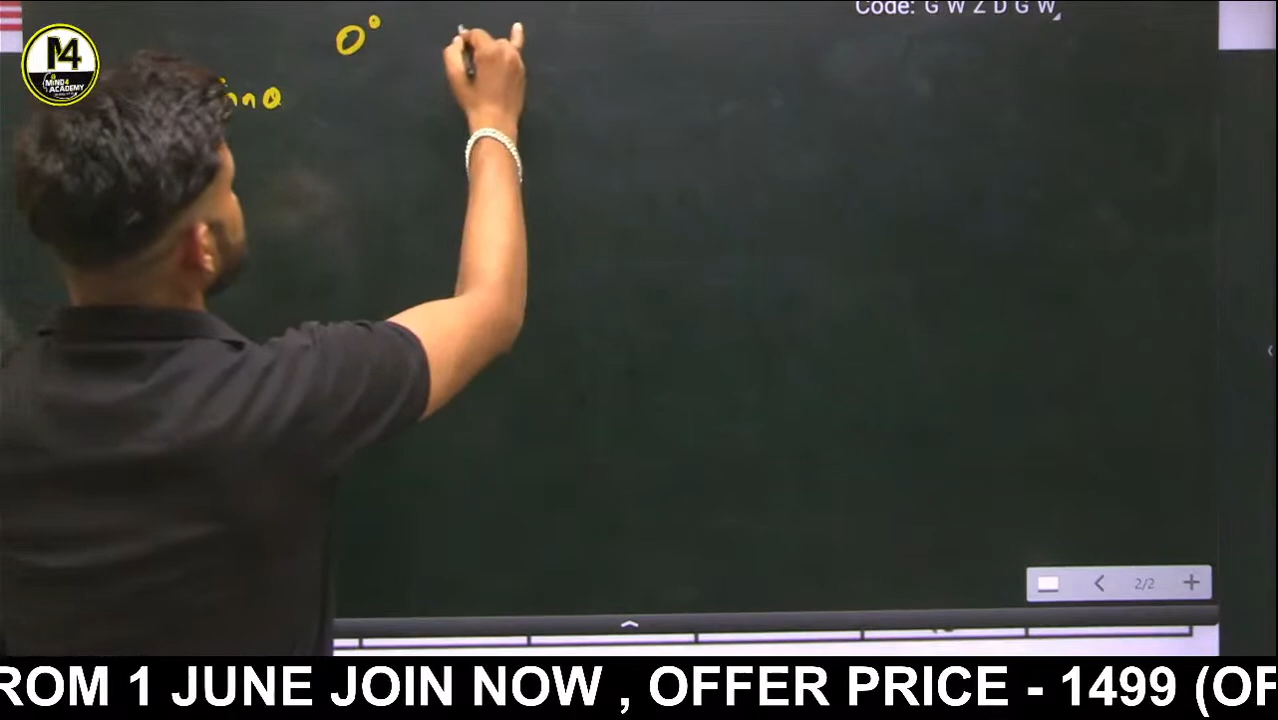 Code: G W Z D G W
0°
M4
MIND4
ACADEMY
2/2
ROM 1 JUNE JOIN NOW , OFFER PRICE - 1499 (OF